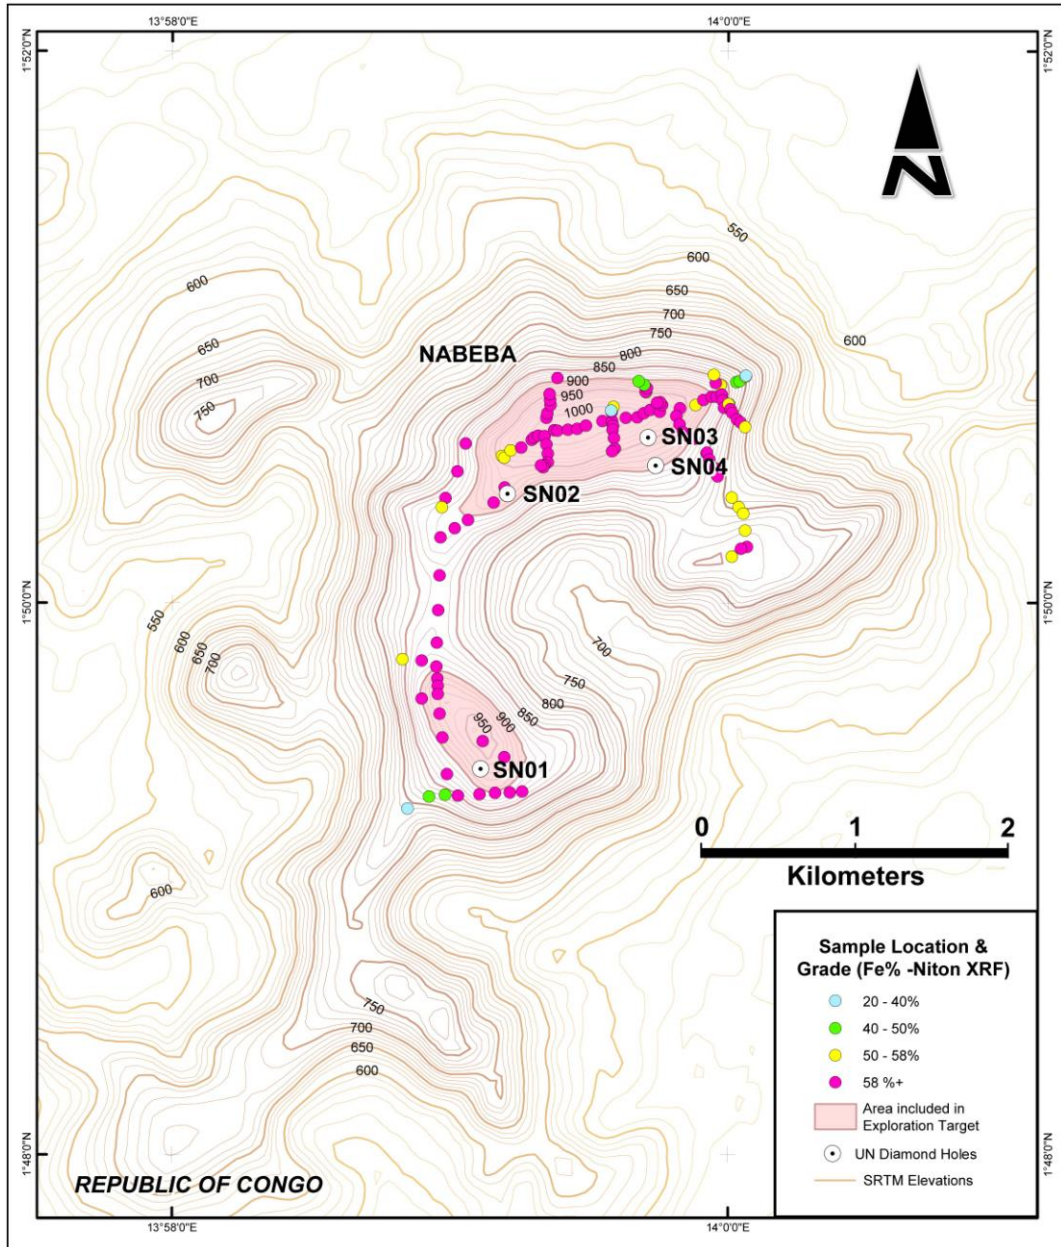 13°58'0"E
14°0'0"E
1°52'0"N
1°52'0"N
N
550
600
600
650
700
750
600
650
700
750
800
850
900
950
1000
600
NABEBA
SN03
SN04
SN02
1°50'0"N
1°50'0"N
550
600
650
700
700
750
800
850
900
950
SN01
0
1
2
Kilometers
600
750
700
650
600
Sample Location &
Grade (Fe% -Niton XRF)
20 - 40%
40 - 50%
50 - 58%
58 %+
Area included in
Exploration Target
UN Diamond Holes
SRTM Elevations
1°48'0"N
1°48'0"N
REPUBLIC OF CONGO
13°58'0"E
14°0'0"E